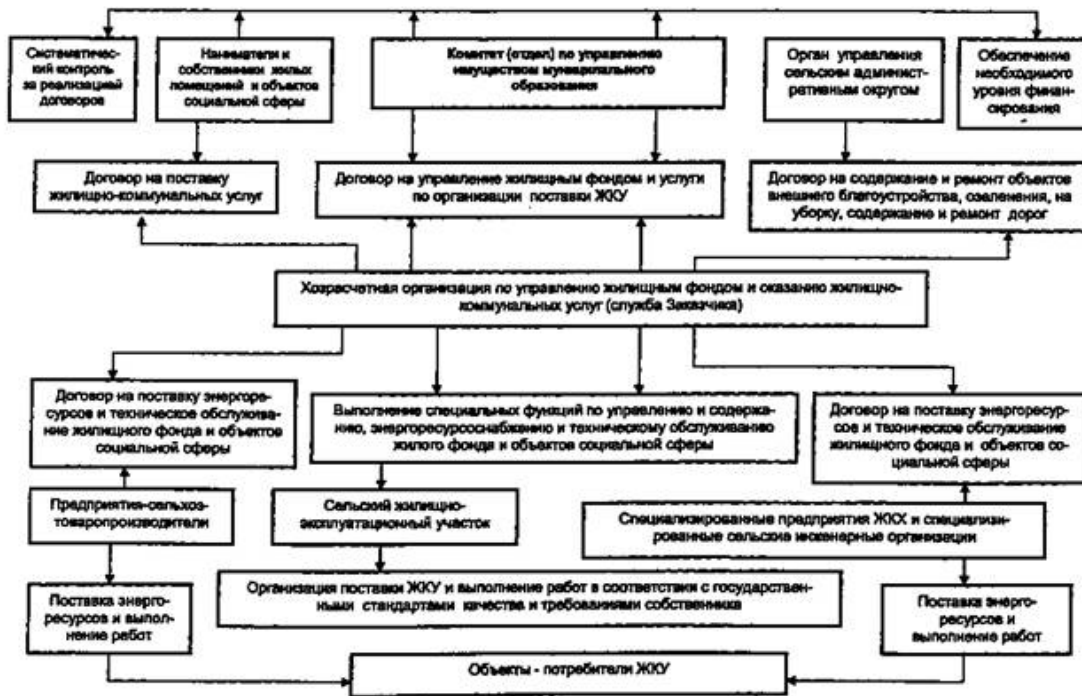 Систематичес-
кий контроль
за реализацией
договоров
Наниматели и
собственники жилых
помещений и объектов
социальной сферы
Комитет (отдел) по управлению
имуществом муниципального
образования
Орган управления
сельским админист-
ративным округом
Обеспечение
необходимого
уровня финан-
сирования
Договор на поставку
жилищно-коммунальных услуг
Договор на управление жилищным фондом и услуги
по организации поставки ЖКУ
Договор на содержание и ремонт объектов
внешнего благоустройства, озеленения, на
уборку, содержание и ремонт дорог
Хозрасчетная организация по управлению жилищным фондом и оказанию жилищно-
коммунальных услуг (служба Заказчика)
Договор на поставку энергоре-
сурсов и техническое обслужива-
ние жилищного фонда и объектов
социальной сферы
Выполнение специальных функций по управлению и содержа-
нию, энергоресурсоснабжению и техническому обслуживанию
жилого фонда и объектов социальной сферы
Договор на поставку энергоресур-
сов и техническое обслуживание
жилищного фонда и объектов со-
циальной сферы
Предприятия-сельхоз-
товаропроизводители
Сельский жилищно-
эксплуатационный участок
Специализированные предприятия ЖКХ и специализи-
рованные сельские инженерные организации
Поставка энерго-
ресурсов и выпол-
нение работ
Организация поставки ЖКУ и выполнение работ в соответствии с государствен-
ными стандартами качества и требованиями собственника
Поставка энерго-
ресурсов и
выполнение работ
Объекты - потребители ЖКУ